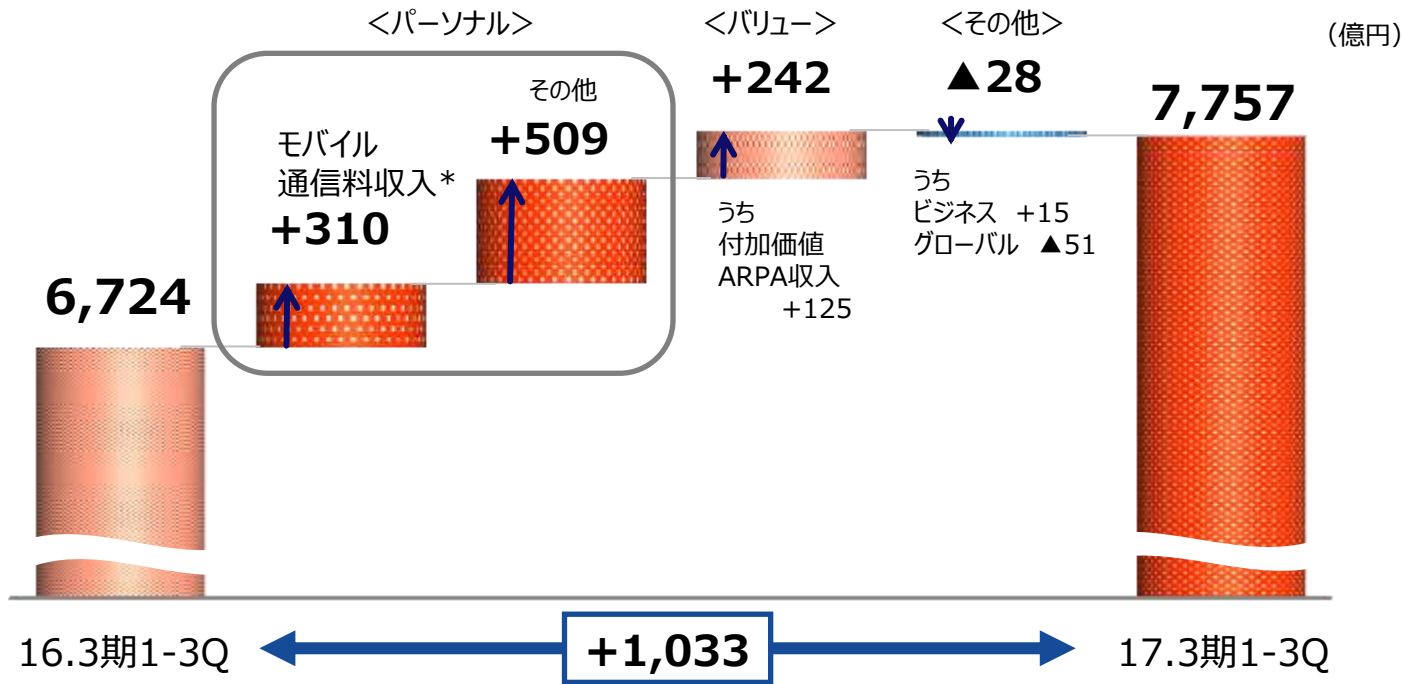 （億円）
＜パーソナル＞
＜バリュー＞
＜その他＞
6,724
モバイル
通信料収入*
+310
その他
+509
+242
うち
付加価値
ARPA収入
+125
▲28
うち
ビジネス +15
グローバル ▲51
7,757
16.3期1-3Q
+1,033
17.3期1-3Q